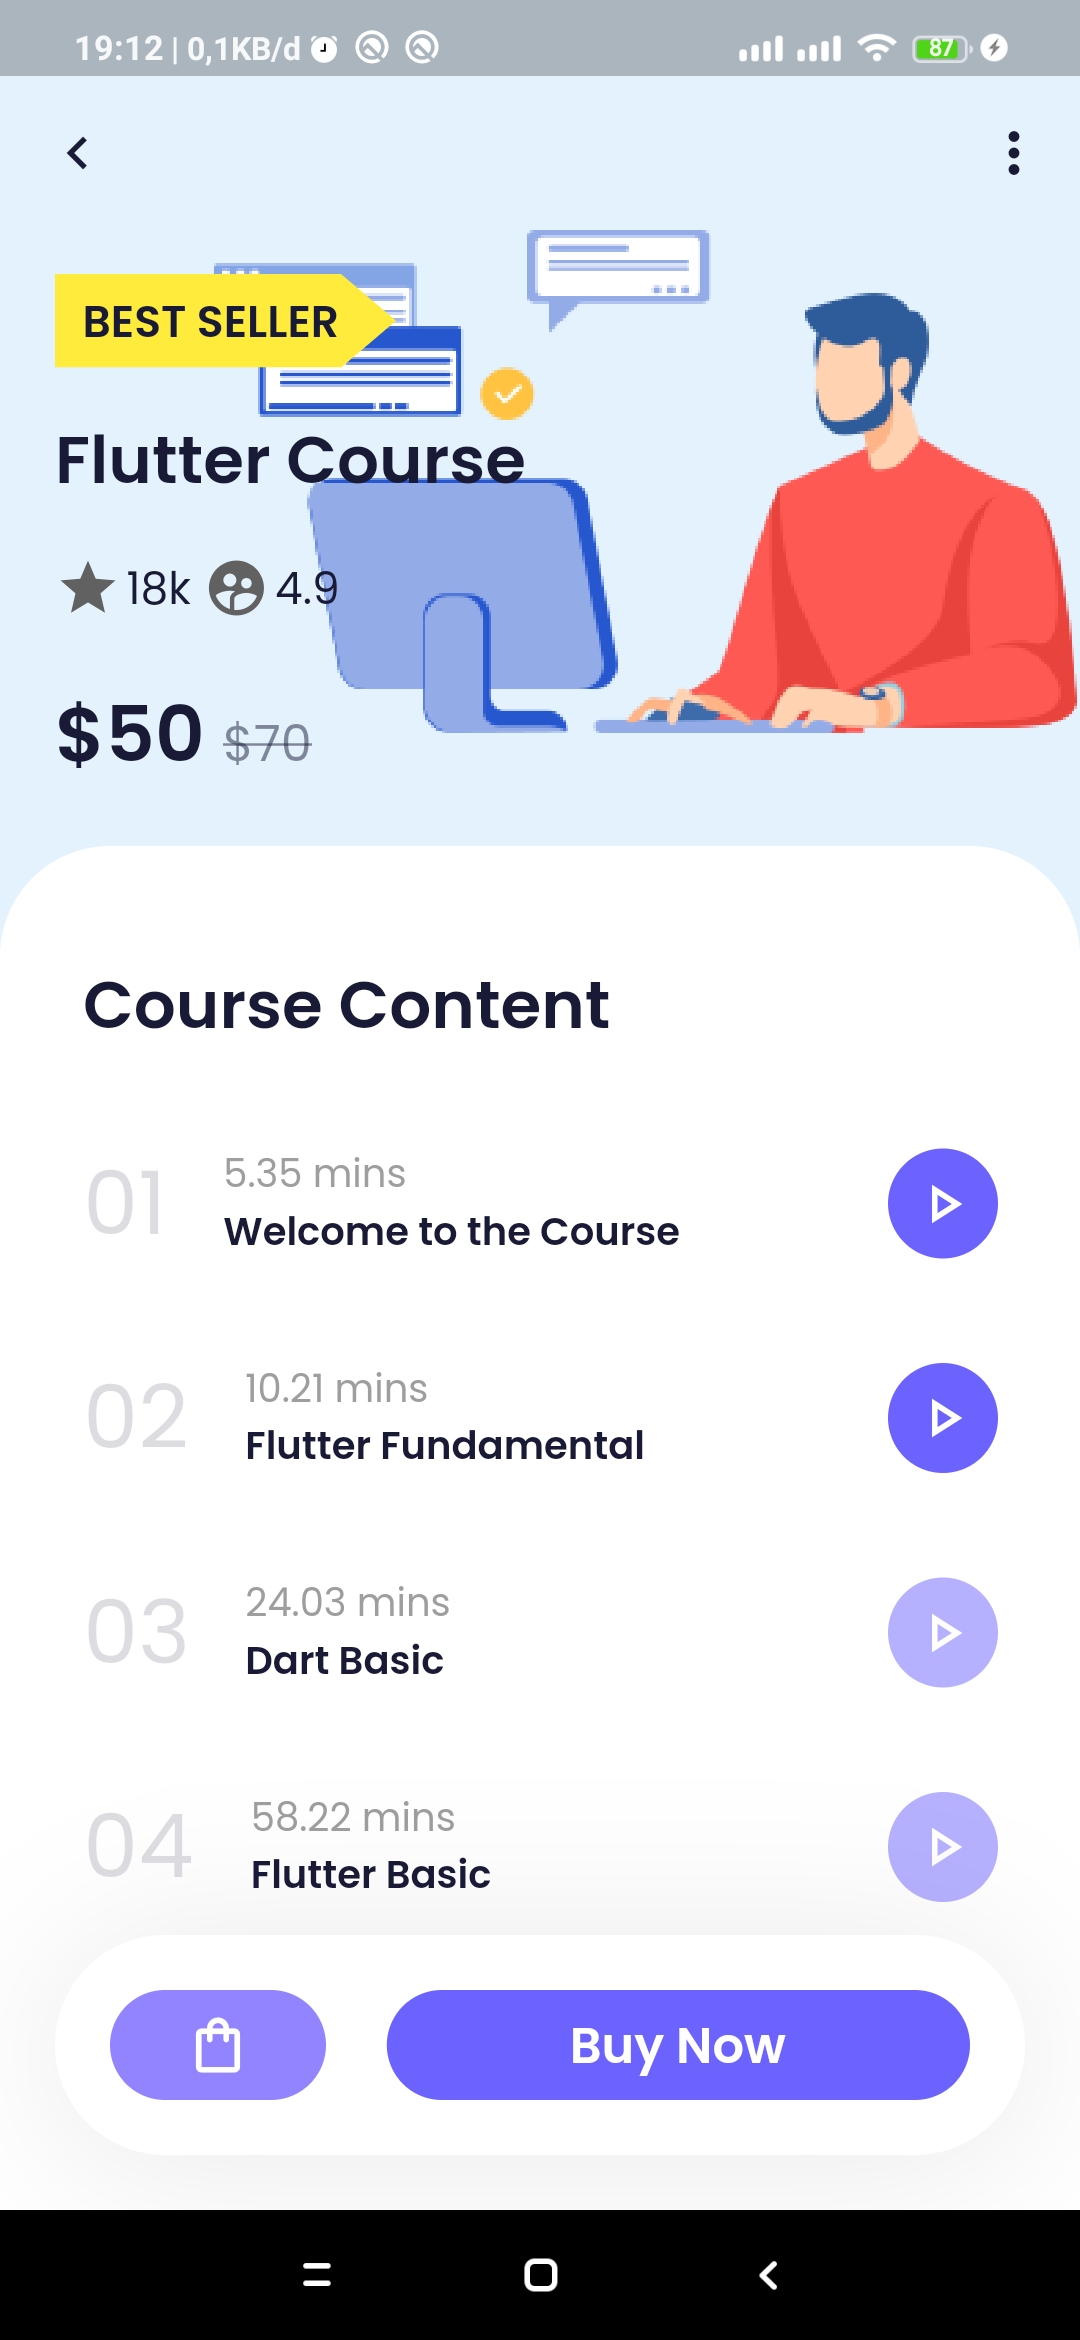 19:12 | 0,1KB/d
87
BEST SELLER
Flutter Course
18k 4.9
$50 $70
Course Content
01
5.35 mins
Welcome to the Course
02
10.21 mins
Flutter Fundamental
03
24.03 mins
Dart Basic
04
58.22 mins
Flutter Basic
Buy Now